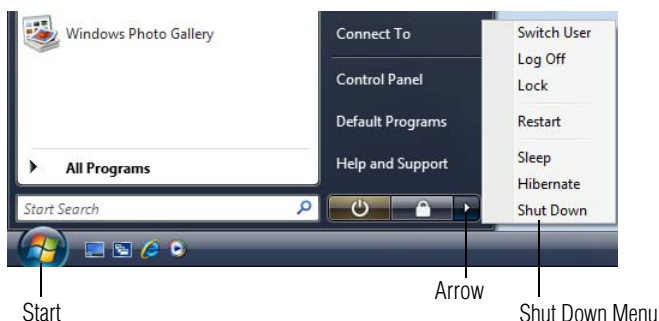 Windows Photo Gallery
All Programs
Start Search
Connect To
Control Panel
Default Programs
Help and Support
Switch User
Log Off
Lock
Restart
Sleep
Hibernate
Shut Down
Start
Arrow
Shut Down Menu